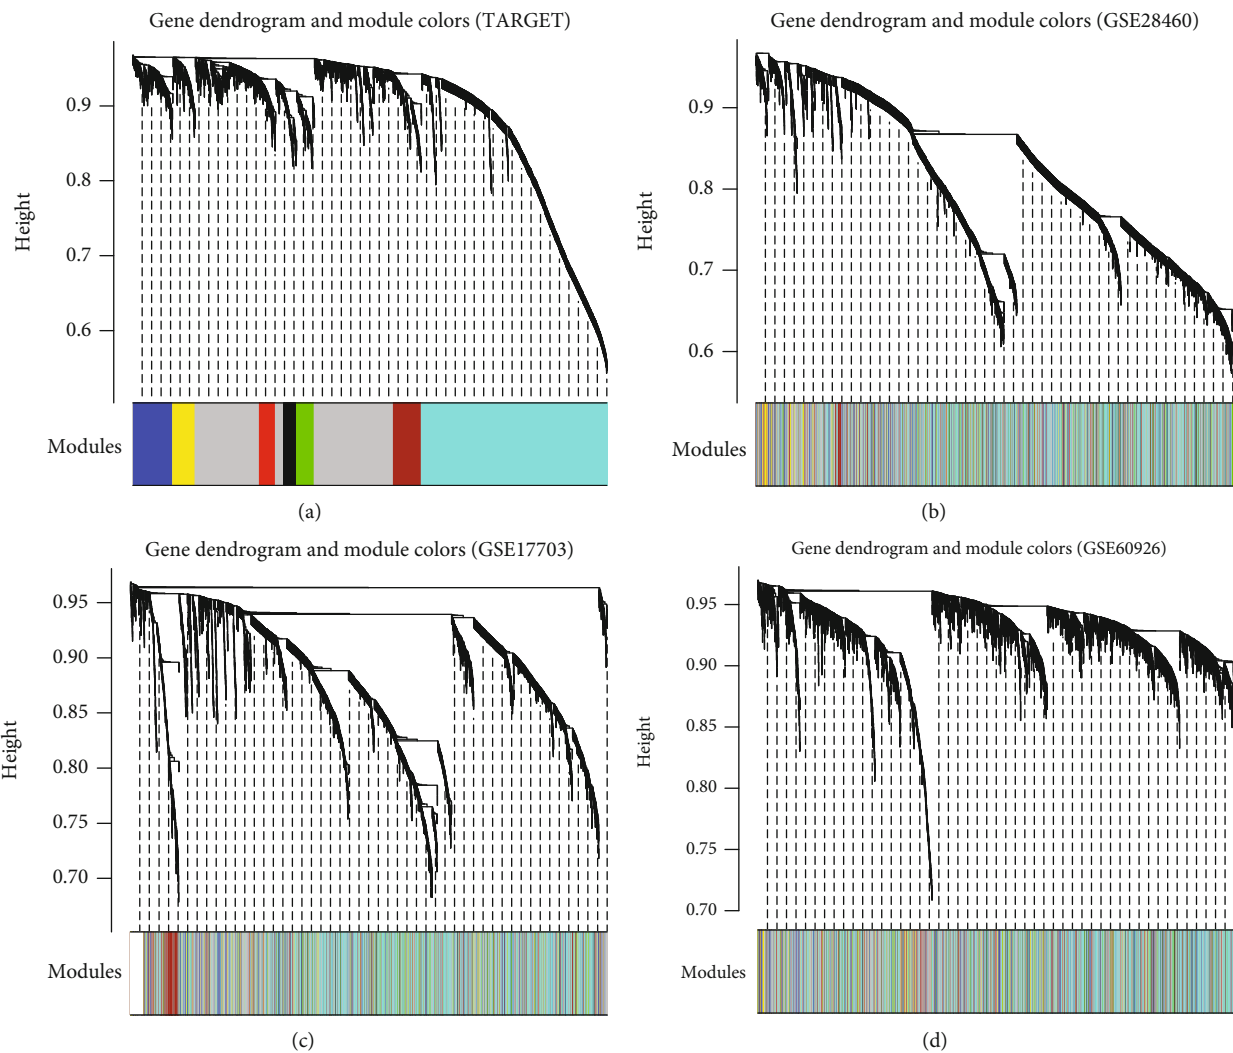 Gene dendrogram and module colors (TARGET)
Height
0.9
0.8
0.7
0.6
Modules
(a)
Gene dendrogram and module colors (GSE28460)
Height
0.9
0.8
0.7
0.6
Modules
(b)
Gene dendrogram and module colors (GSE17703)
Height
0.95
0.90
0.85
0.80
0.75
0.70
Modules
(c)
Gene dendrogram and module colors (GSE60926)
Height
0.95
0.90
0.85
0.80
0.75
0.70
Modules
(d)